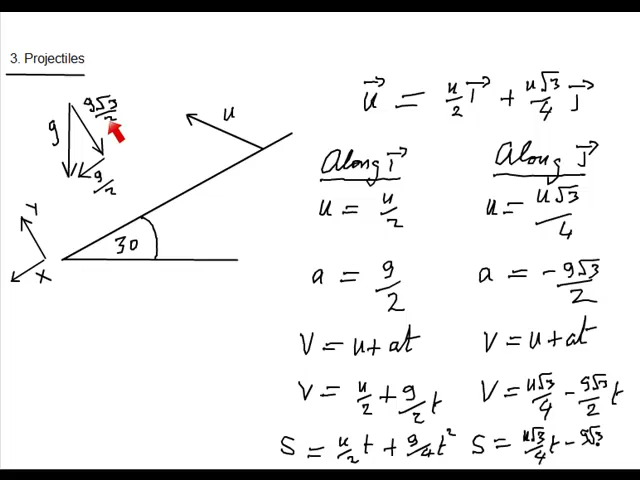 3. Projectiles
g
g√3/2
g/2
u
Y
X
30
u⃗ = u/2 i⃗ + u√3/4 j⃗
Along i⃗
u = u/2
a = g/2
V = u + at
V = u/2 + g/2 t
S = u/2 t + g/4 t²
Along j⃗
u = u√3/4
a = -g√3/2
V = u + at
V = u√3/4 - g√3/2 t
S = u√3/4 t - g√3